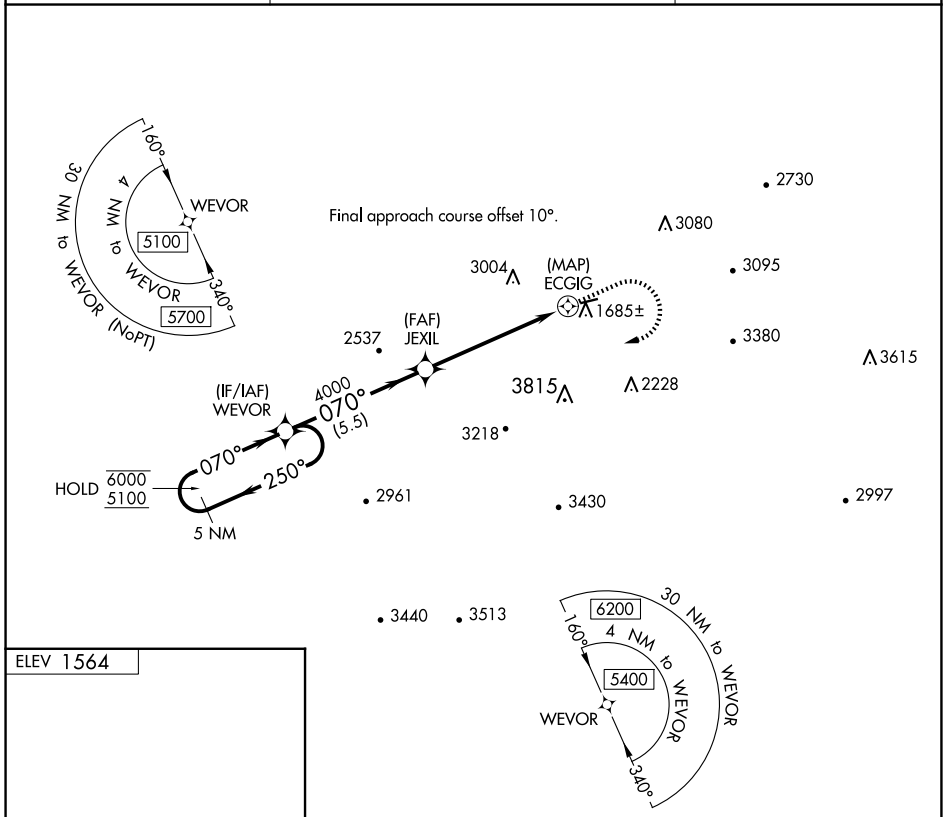 160°
30 NM to WEVOR (NoPT)
4 NM to WEVOR
WEVOR
5100
340°
5700
Final approach course offset 10°.
2730
3080
3004
(MAP)
ECGIG
3095
1685±
(FAF)
JEXIL
2537
3380
3615
(IF/IAF)
WEVOR
4000
070°
(5.5)
3815
2228
3218
070°
250°
HOLD
6000
5100
5 NM
2961
3430
2997
3440
3513
6200
30 NM to WEVOR
160°
4 NM to WEVOR
5400
WEVOR
340°
ELEV 1564